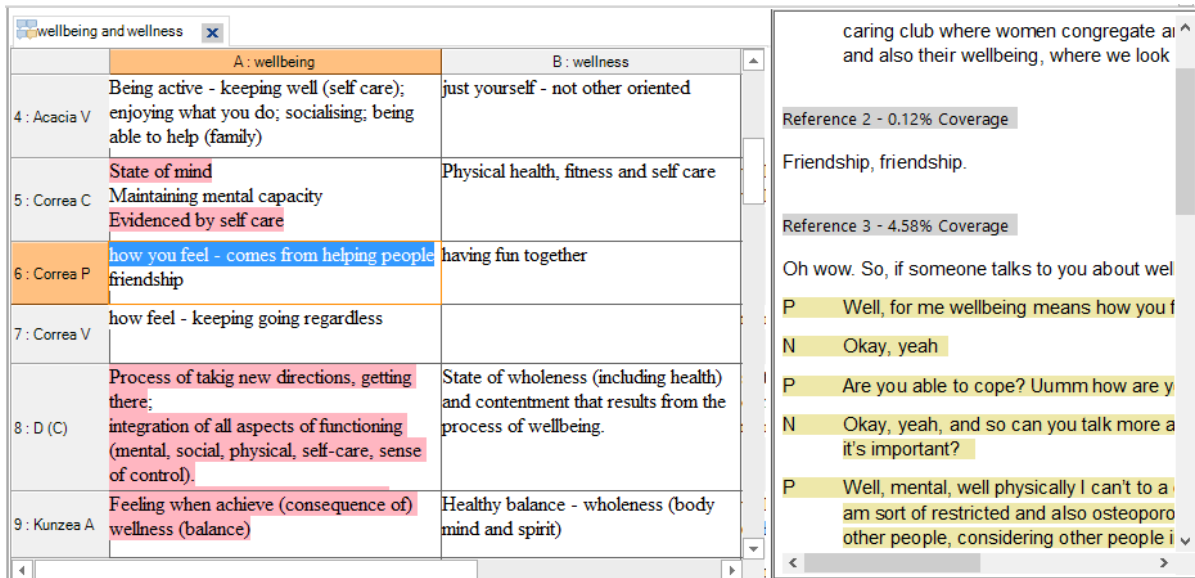 wellbeing and wellness x
A : wellbeing
B : wellness
4 : Acacia V
Being active - keeping well (self care);
enjoying what you do; socialising; being
able to help (family)
just yourself - not other oriented
5 : Correa C
State of mind
Maintaining mental capacity
Evidenced by self care
Physical health, fitness and self care
6 : Correa P
how you feel - comes from helping people
friendship
having fun together
7 : Correa V
how feel - keeping going regardless
8 : D (C)
Process of takig new directions, getting
there;
integration of all aspects of functioning
(mental, social, physical, self-care, sense
of control).
State of wholeness (including health)
and contentment that results from the
process of wellbeing.
9 : Kunzea A
Feeling when achieve (consequence of)
wellness (balance)
Healthy balance - wholeness (body
mind and spirit)
caring club where women congregate
and also their wellbeing, where we look
Reference 2 - 0.12% Coverage
Friendship, friendship.
Reference 3 - 4.58% Coverage
Oh wow. So, if someone talks to you about
P Well, for me wellbeing means how you
N Okay, yeah
P Are you able to cope? Uumm how are
N Okay, yeah, and so can you talk more
it's important?
P Well, mental, well physically I can't to a
am sort of restricted and also
other people, considering other people